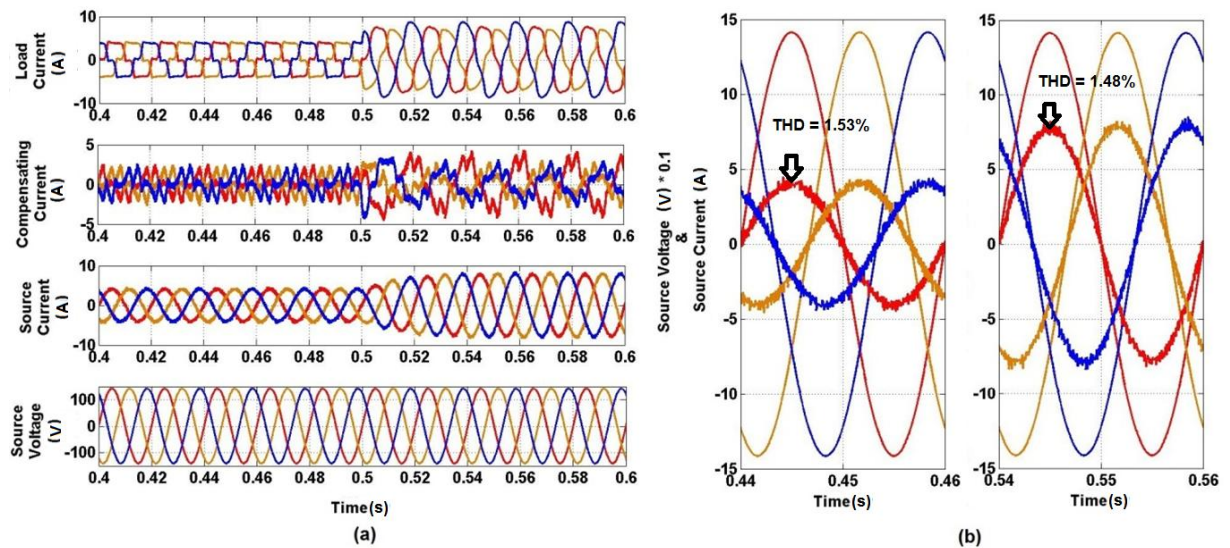 Load
Current
(A)
10
0
-10
0.4 0.42 0.44 0.46 0.48 0.5 0.52 0.54 0.56 0.58 0.6
Compensating
Current
(A)
5
0
5
0.4 0.42 0.44 0.46 0.48 0.5 0.52 0.54 0.56 0.58 0.6
Source
Current
(A)
10
0
-10
0.4 0.42 0.44 0.46 0.48 0.5 0.52 0.54 0.56 0.58 0.6
Source
Voltage
(V)
100
0
-100
0.4 0.42 0.44 0.46 0.48 0.5 0.52 0.54 0.56 0.58 0.6
Time(s)
(a)
Source Voltage (V) * 0.1
&
Source Current (A)
15
10
5
0
-5
-10
-15
THD = 1.53%
0.44 0.45 0.46
Time(s)
15
10
5
0
-5
-10
-15
THD = 1.48%
0.54 0.55 0.56
Time(s)
(b)